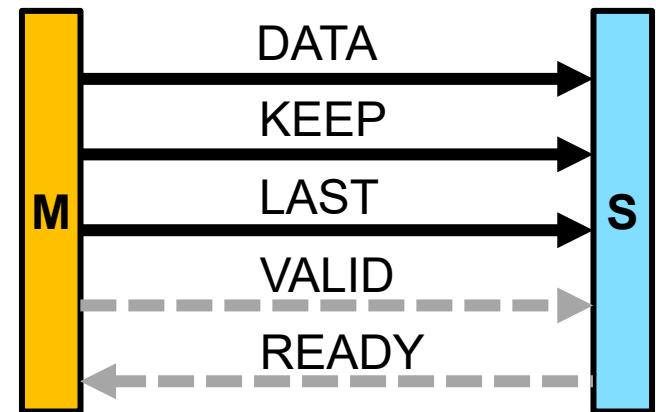 DATA
KEEP
LAST
M
S
VALID
READY